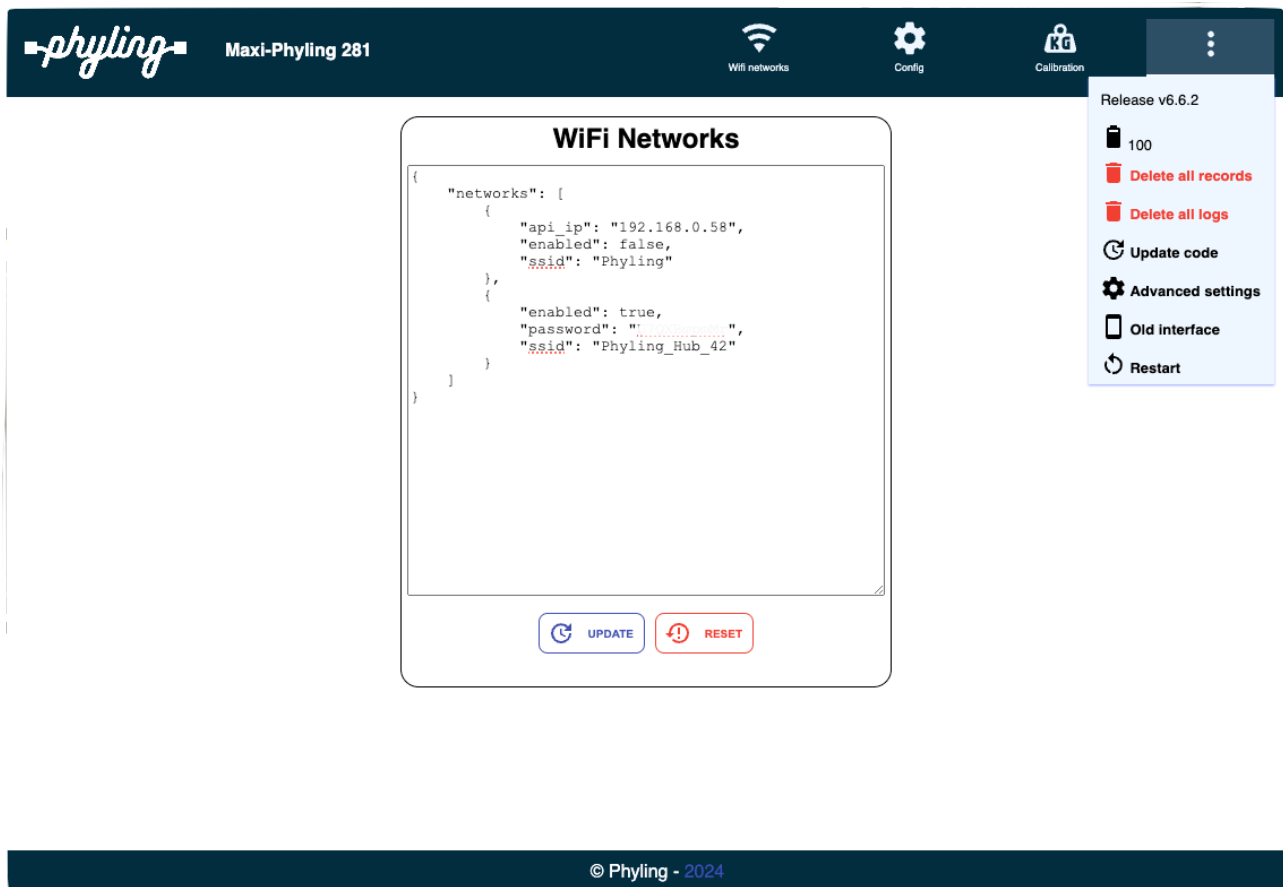 phyling
Maxi-Phyling 281
Wifi networks
Config
KG
Calibration
Release v6.6.2
100
Delete all records
Delete all logs
Update code
Advanced settings
Old interface
Restart
WiFi Networks
{
"networks": [
{
"api_ip": "192.168.0.58",
"enabled": false,
"ssid": "Phyling"
},
{
"enabled": true,
"password": "",
"ssid": "Phyling_Hub_42"
}
]
}
UPDATE
RESET
© Phyling - 2024